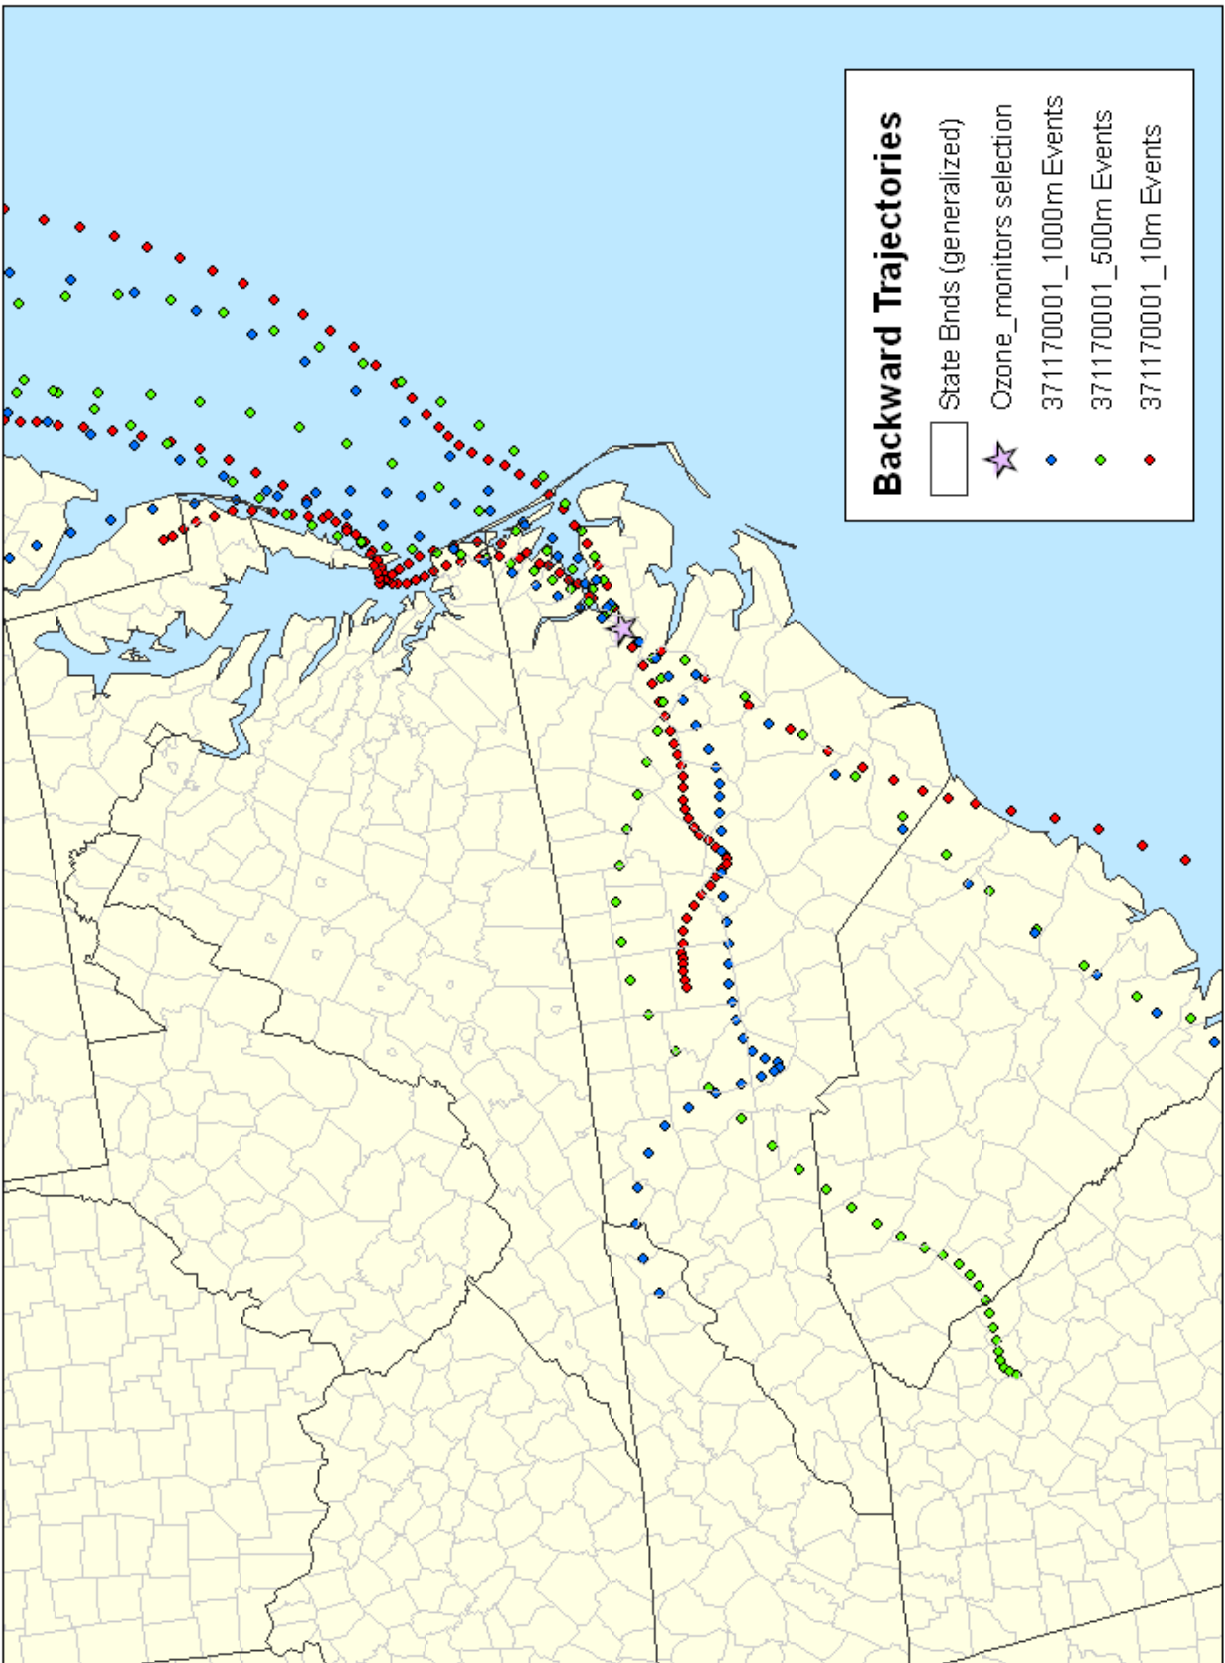 Backward Trajectories
State Bnds (generalized)
Ozone_monitors selection
371170001_1000m Events
371170001_500m Events
371170001_10m Events